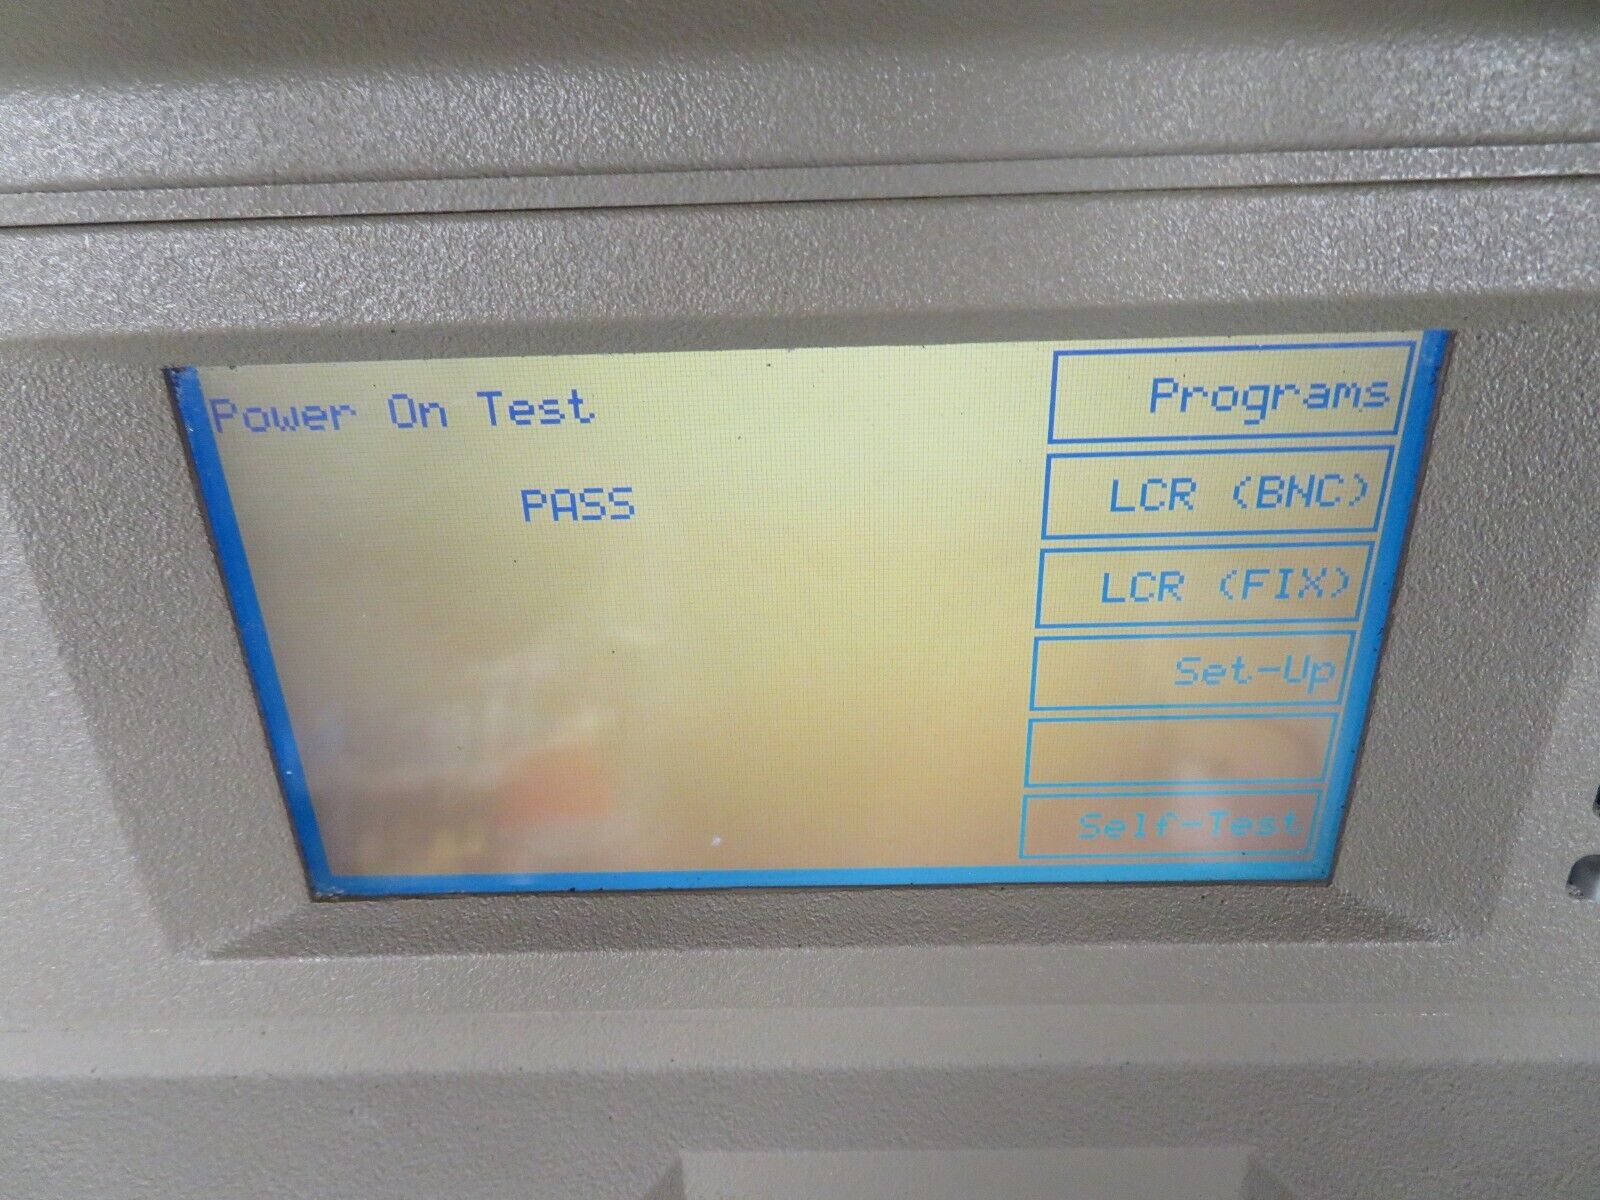 Power On Test
PASS
Programs
LCR (BNC)
LCR (FIX)
Set-Up
Self-Test